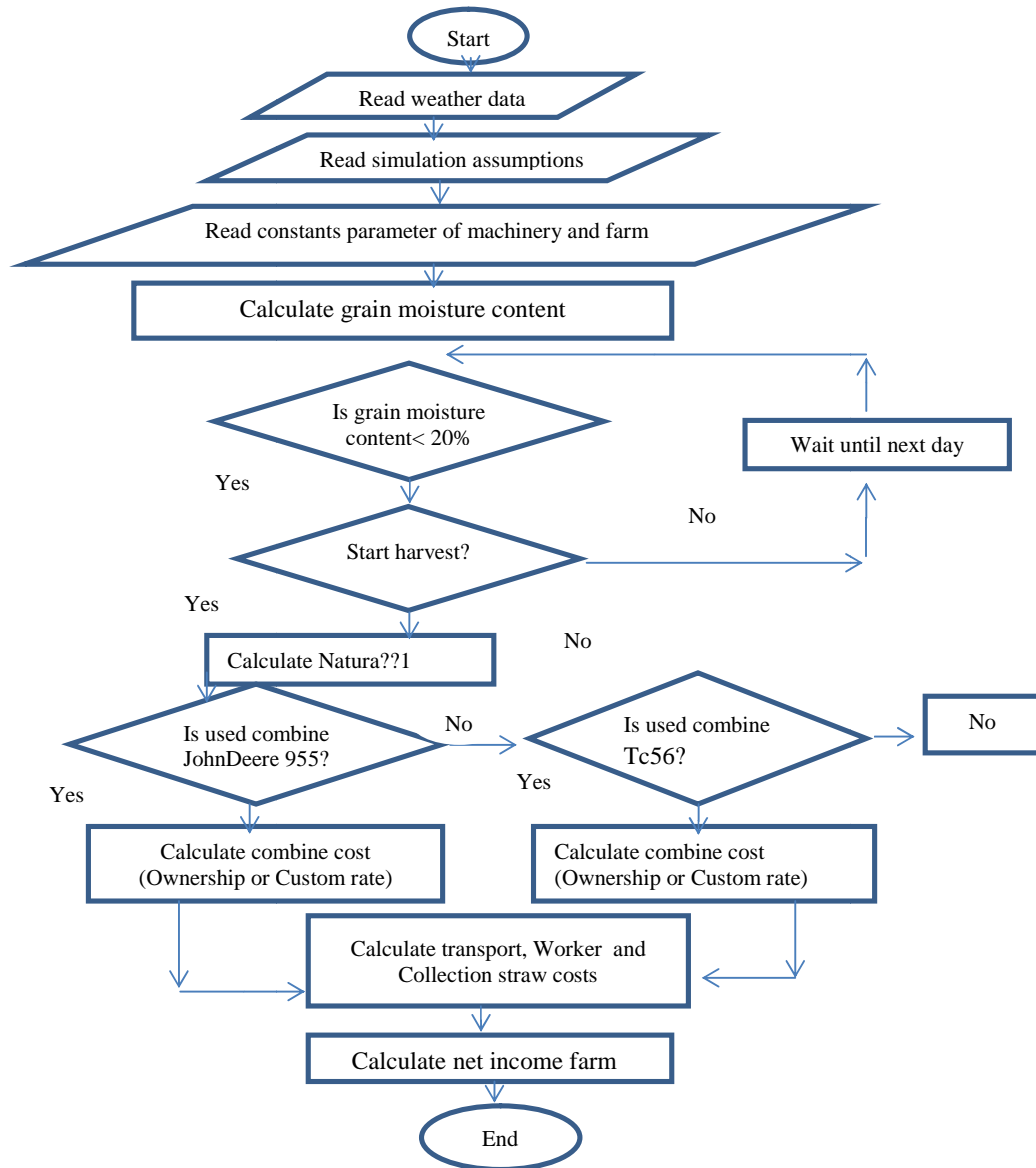 Start
Read weather data
Read simulation assumptions
Read constants parameter of machinery and farm
Calculate grain moisture content
Is grain moisture
content< 20%
Wait until next day
Yes
No
Start harvest?
Yes
No
Calculate Natura??1
Is used combine
JohnDeere 955?
No
Is used combine
Tc56?
No
Yes
Yes
Calculate combine cost
(Ownership or Custom rate)
Calculate combine cost
(Ownership or Custom rate)
Calculate transport, Worker and
Collection straw costs
Calculate net income farm
End